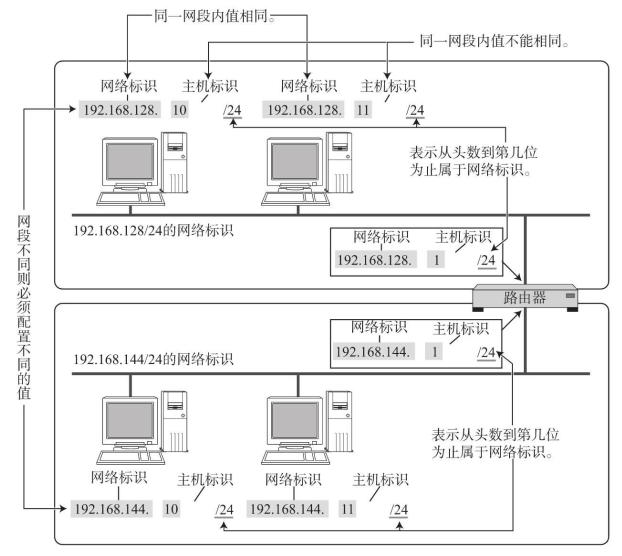 同一网段内值相同。
同一网段内值不能相同。
网络标识 主机标识 网络标识 主机标识
192.168.128. 10 /24 192.168.128. 11 /24
表示从头数到第几位
为止属于网络标识。
192.168.128/24的网络标识
网络标识 主机标识
192.168.128. 1 /24
网段不同则必须配置不同的值
路由器
网络标识 主机标识
192.168.144. 1 /24
192.168.144/24的网络标识
表示从头数到第几位
为止属于网络标识。
网络标识 主机标识 网络标识 主机标识
192.168.144. 10 /24 192.168.144. 11 /24